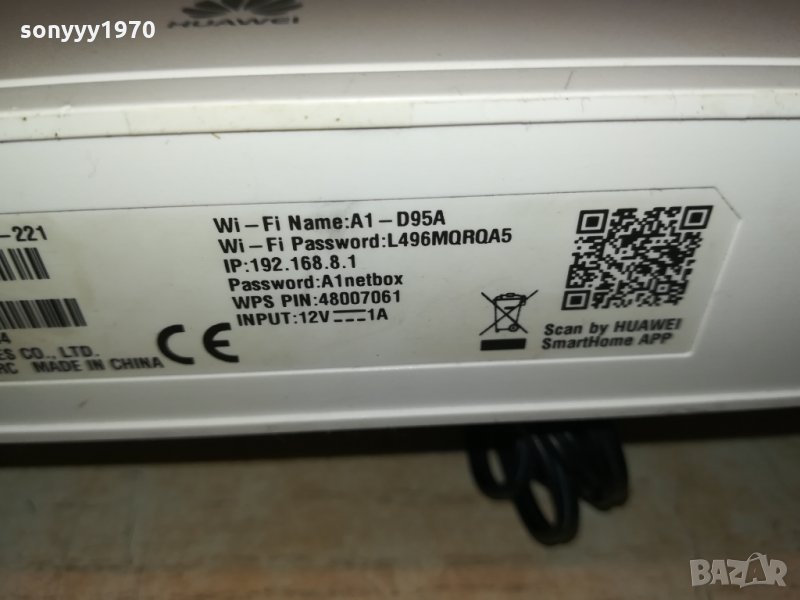 sonyyy1970
HUAWEI
-221
Wi-Fi Name:A1-D95A
Wi-Fi Password:L496MQRQA5
IP:192.168.8.1
Password:A1netbox
WPS PIN:48007061
INPUT:12V⎓1A
4
ES CO., LTD.
RC MADE IN CHINA
CE
Scan by HUAWEI
SmartHome APP
BAZAR